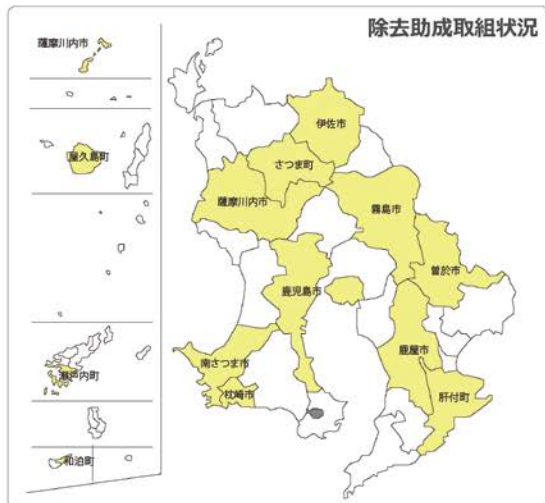 除去助成取組状況
薩摩川内市
伊佐市
さつま町
屋久島町
薩摩川内市
霧島市
曽於市
鹿児島市
鹿屋市
南さつま市
瀬戸内町
枕崎市
肝付町
和泊町